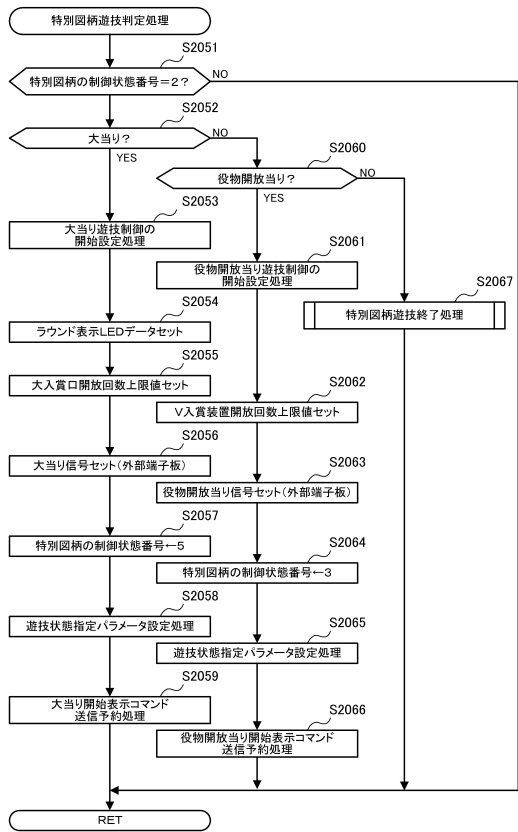 特別図柄遊技判定処理
S2051
特別図柄の制御状態番号＝２？
NO
S2052
大当り？
NO
YES
S2060
役物開放当り？
NO
YES
S2053
大当り遊技制御の
開始設定処理
S2061
役物開放当り遊技制御の
開始設定処理
S2067
特別図柄遊技終了処理
S2054
ラウンド表示ＬＥＤデータセット
S2055
大入賞口開放回数上限値セット
S2062
Ｖ入賞装置開放回数上限値セット
S2056
大当り信号セット（外部端子板）
S2063
役物開放当り信号セット（外部端子板）
S2057
特別図柄の制御状態番号←５
S2064
特別図柄の制御状態番号←３
S2058
遊技状態指定パラメータ設定処理
S2065
遊技状態指定パラメータ設定処理
S2059
大当り開始表示コマンド
送信予約処理
S2066
役物開放当り開始表示コマンド
送信予約処理
ＲＥＴ